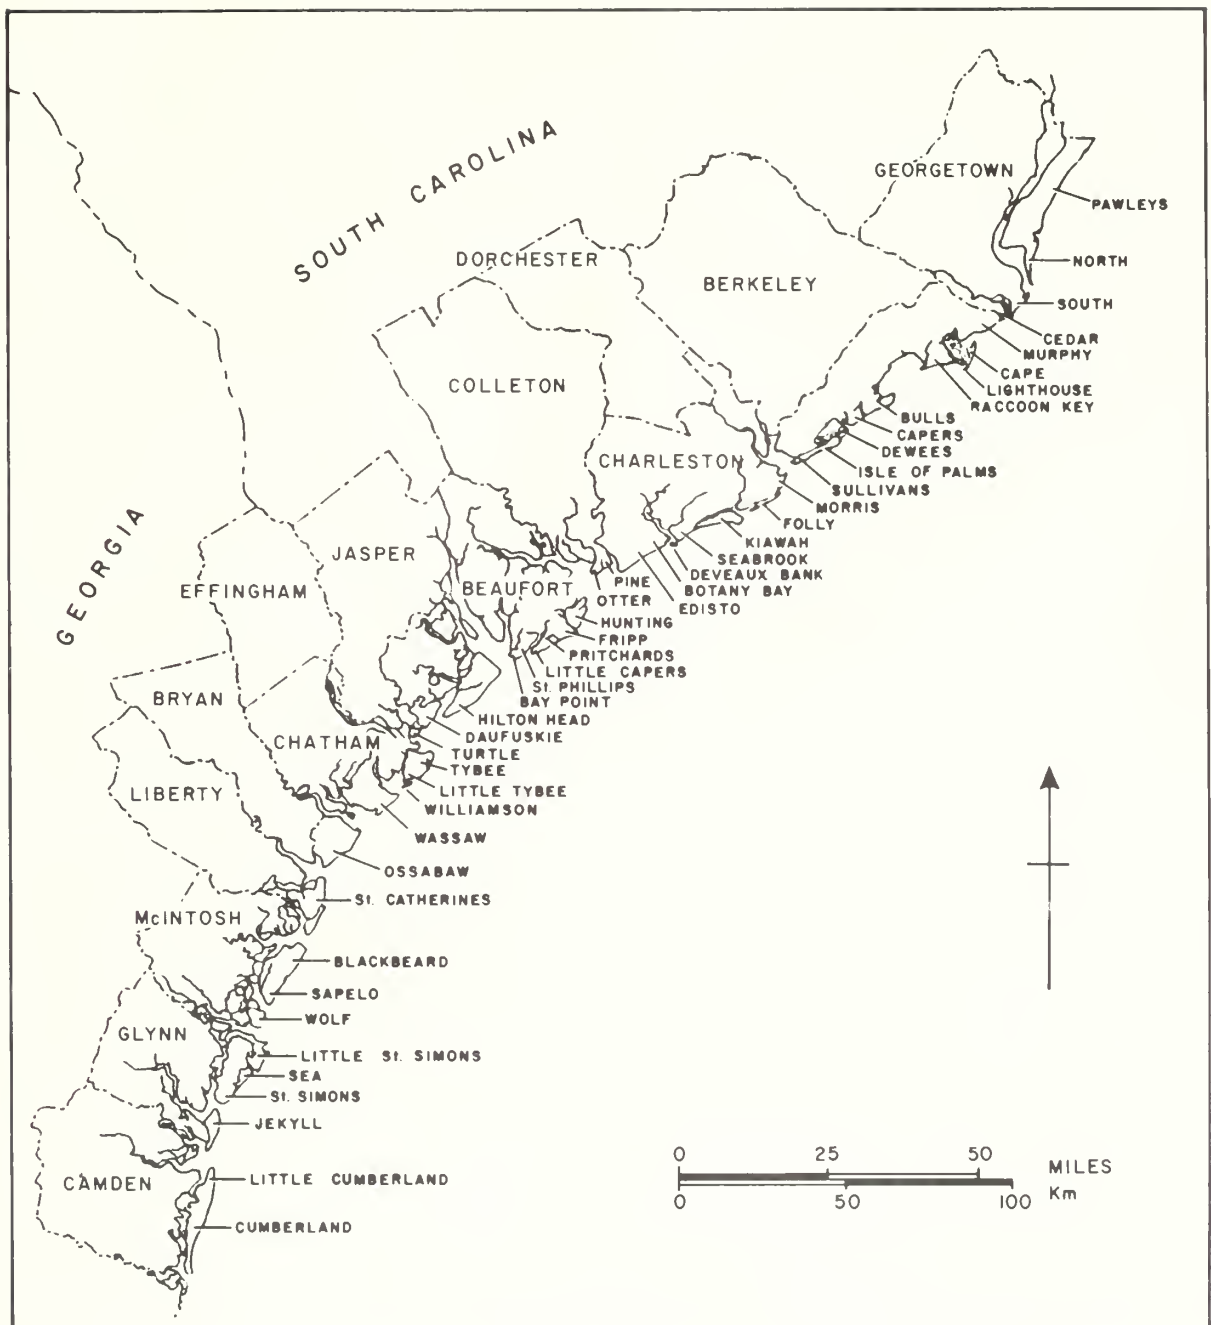 SOUTH CAROLINA
GEORGIA
GEORGETOWN
PAWLEYS
DORCHESTER
NORTH
BERKELEY
SOUTH
CEDAR
MURPHY
CAPE
COLLETON
LIGHTHOUSE
RACCOON KEY
BULLS
CAPERS
DEWEES
CHARLESTON
ISLE OF PALMS
SULLIVANS
MORRIS
FOLLY
KIAWAH
JASPER
SEABROOK
DEVEAUX BANK
PINE
BEAUFORT
BOTANY BAY
EFFINGHAM
OTTER
EDISTO
HUNTING
FRIPP
PRITCHARDS
LITTLE CAPERS
St. PHILLIPS
BRYAN
BAY POINT
HILTON HEAD
DAUFUSKIE
CHATHAM
TURTLE
TYBEE
LITTLE TYBEE
LIBERTY
WILLIAMSON
WASSAW
OSSABAW
St. CATHERINES
McINTOSH
BLACKBEARD
SAPELO
WOLF
GLYNN
LITTLE St. SIMONS
SEA
St. SIMONS
JEKYLL
LITTLE CUMBERLAND
CAMDEN
CUMBERLAND
0 25 50 MILES
0 50 100 Km